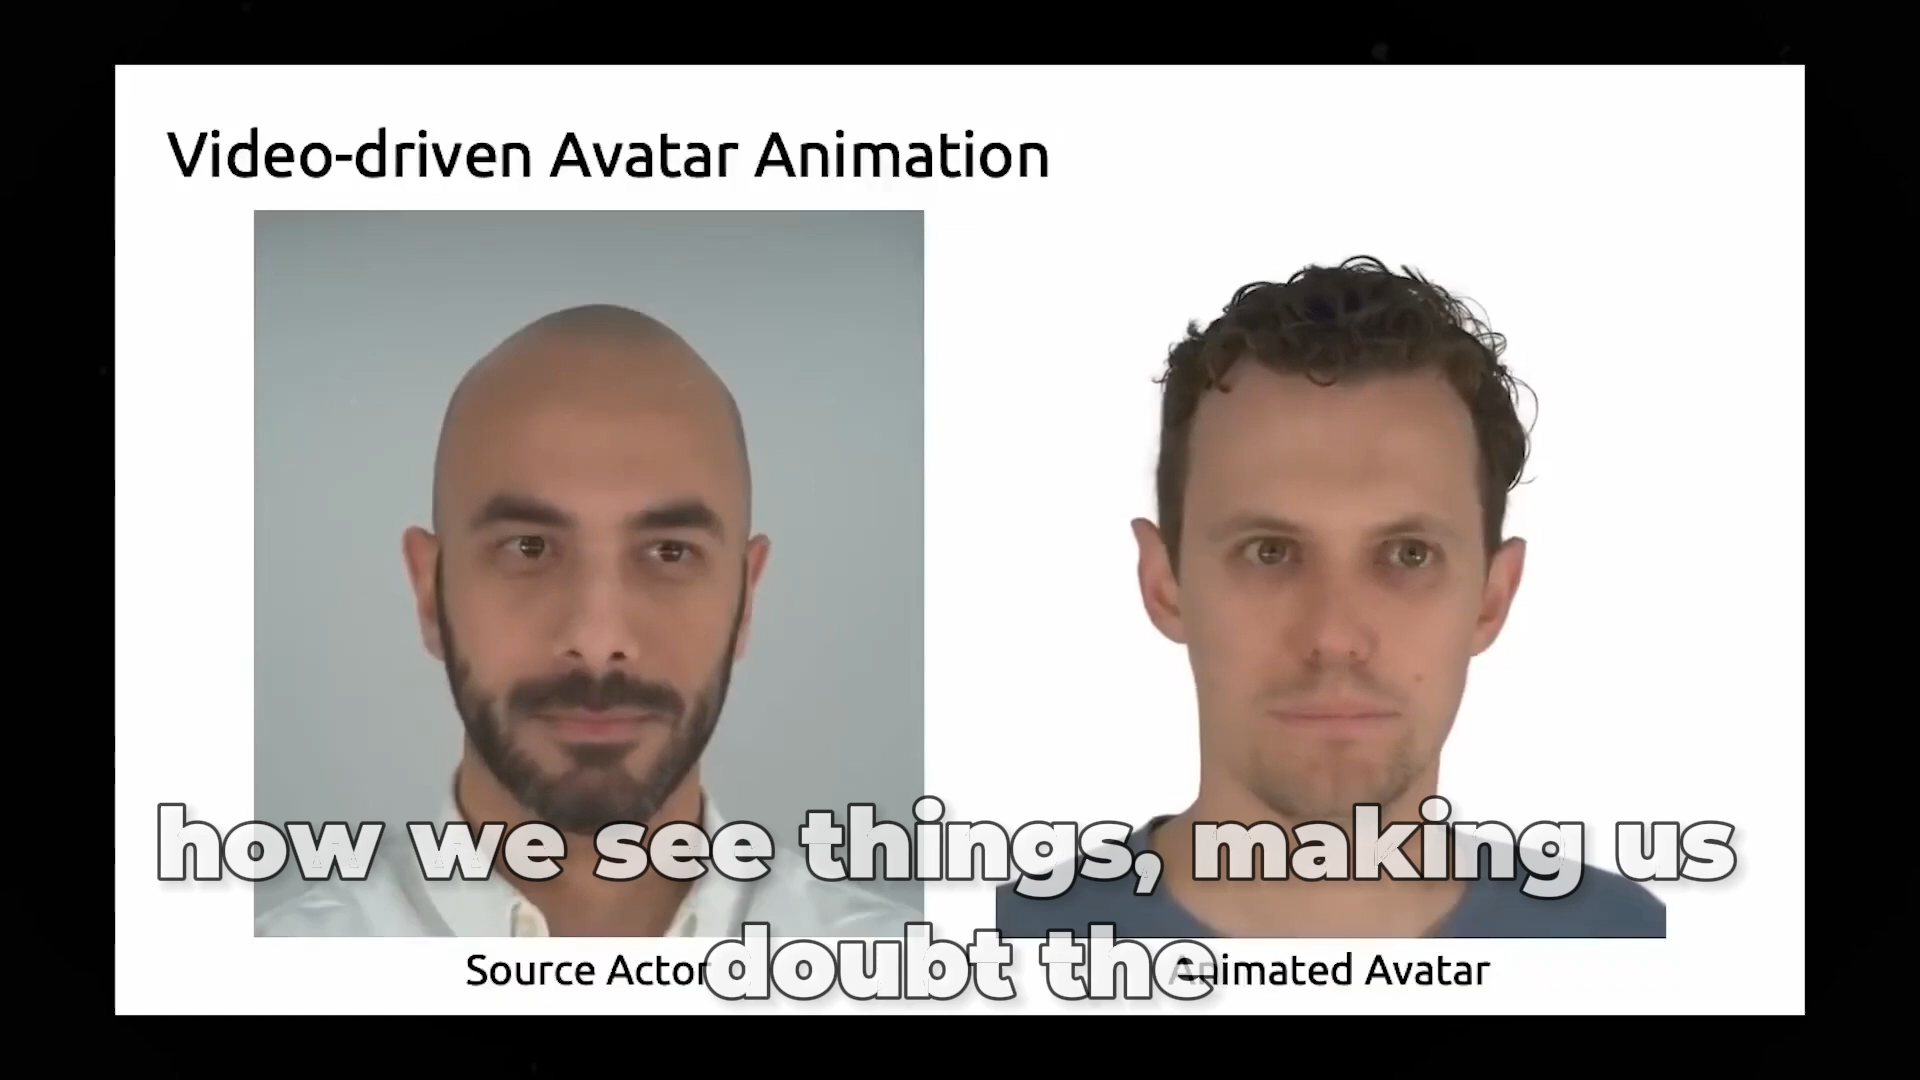 Video-driven Avatar Animation
how we see things, making us
doubt the
Source Actor
Animated Avatar